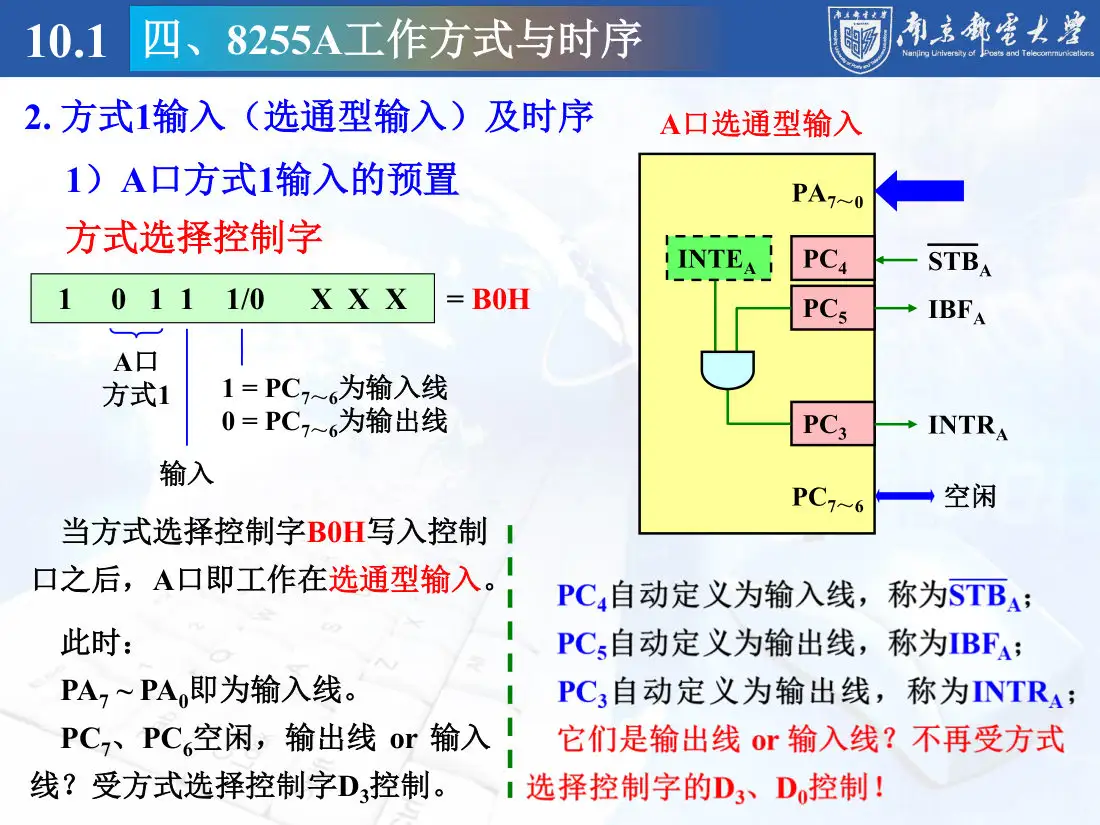 10.1 四、8255A工作方式与时序
南京邮电大学
Nanjing University of Posts and Telecommunications
2. 方式1输入（选通型输入）及时序
1）A口方式1输入的预置
方式选择控制字
1 0 1 1 1/0 X X X = B0H
A口
方式1
1 = PC7～6为输入线
0 = PC7～6为输出线
输入
当方式选择控制字B0H写入控制
口之后，A口即工作在选通型输入。
此时：
PA7 ~ PA0即为输入线。
PC7、PC6空闲，输出线 or 输入
线？受方式选择控制字D3控制。
A口选通型输入
PA7～0
INTEA PC4 STBA
PC5 IBFA
PC3 INTRA
PC7～6 空闲
PC4自动定义为输入线，称为STBA；
PC5自动定义为输出线，称为IBFA；
PC3自动定义为输出线，称为INTRA；
它们是输出线 or 输入线？不再受方式
选择控制字的D3、D0控制！